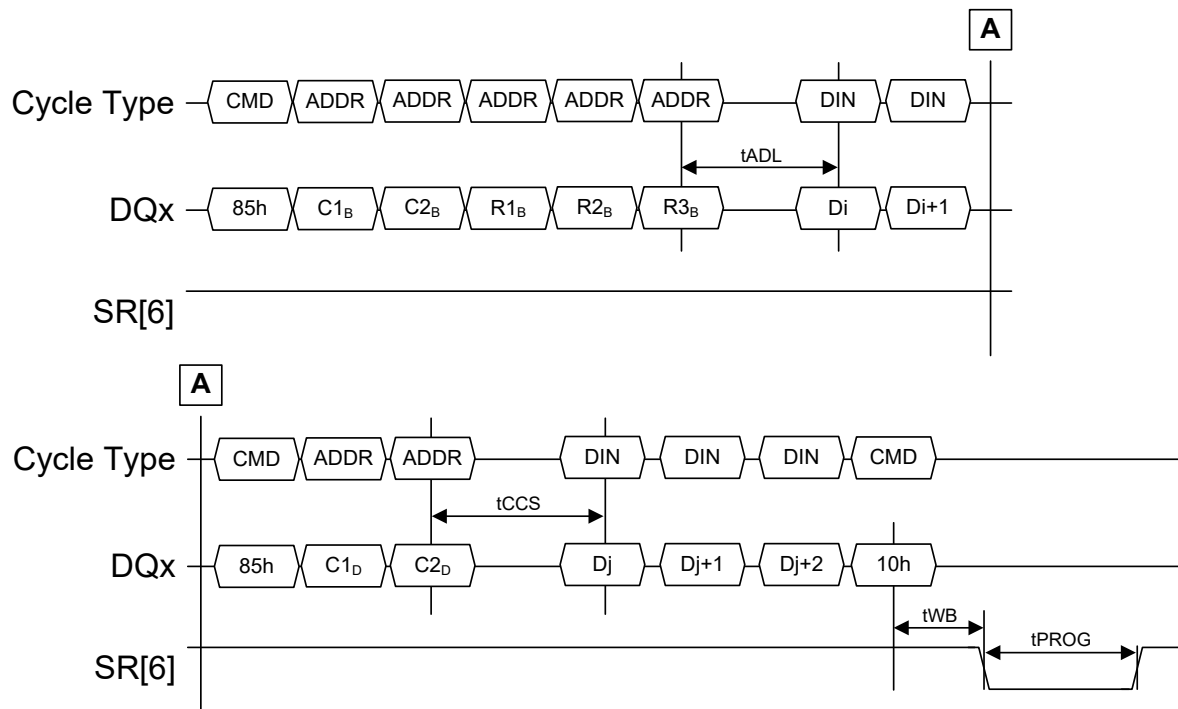 A
Cycle Type CMD ADDR ADDR ADDR ADDR ADDR DIN DIN
tADL
DQx 85h C1B C2B R1B R2B R3B Di Di+1
SR[6]
A
Cycle Type CMD ADDR ADDR DIN DIN DIN CMD
tCCS
DQx 85h C1D C2D Dj Dj+1 Dj+2 10h
tWB
tPROG
SR[6]